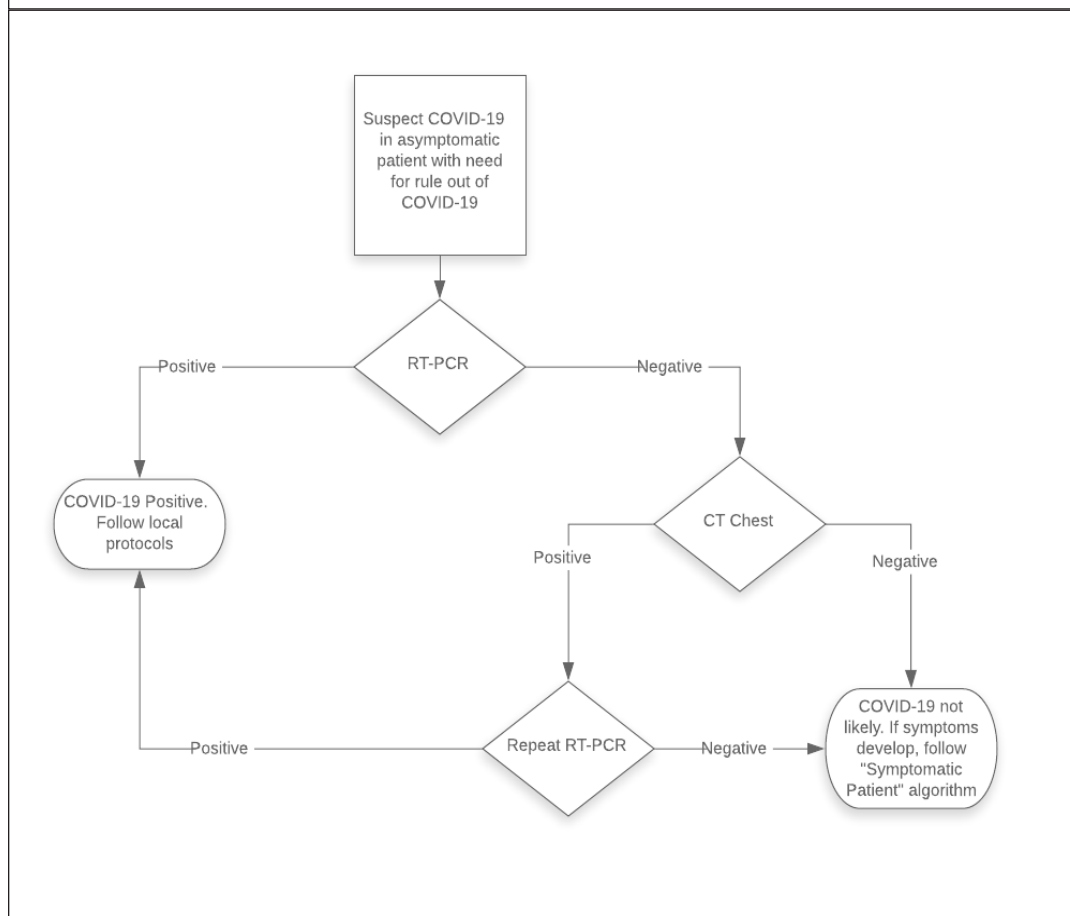 Suspect COVID-19
in asymptomatic
patient with need
for rule out of
COVID-19
RT-PCR
Positive
Negative
COVID-19 Positive.
Follow local
protocols
CT Chest
Positive
Negative
Repeat RT-PCR
Positive
Negative
COVID-19 not
likely. If symptoms
develop, follow
"Symptomatic
Patient" algorithm